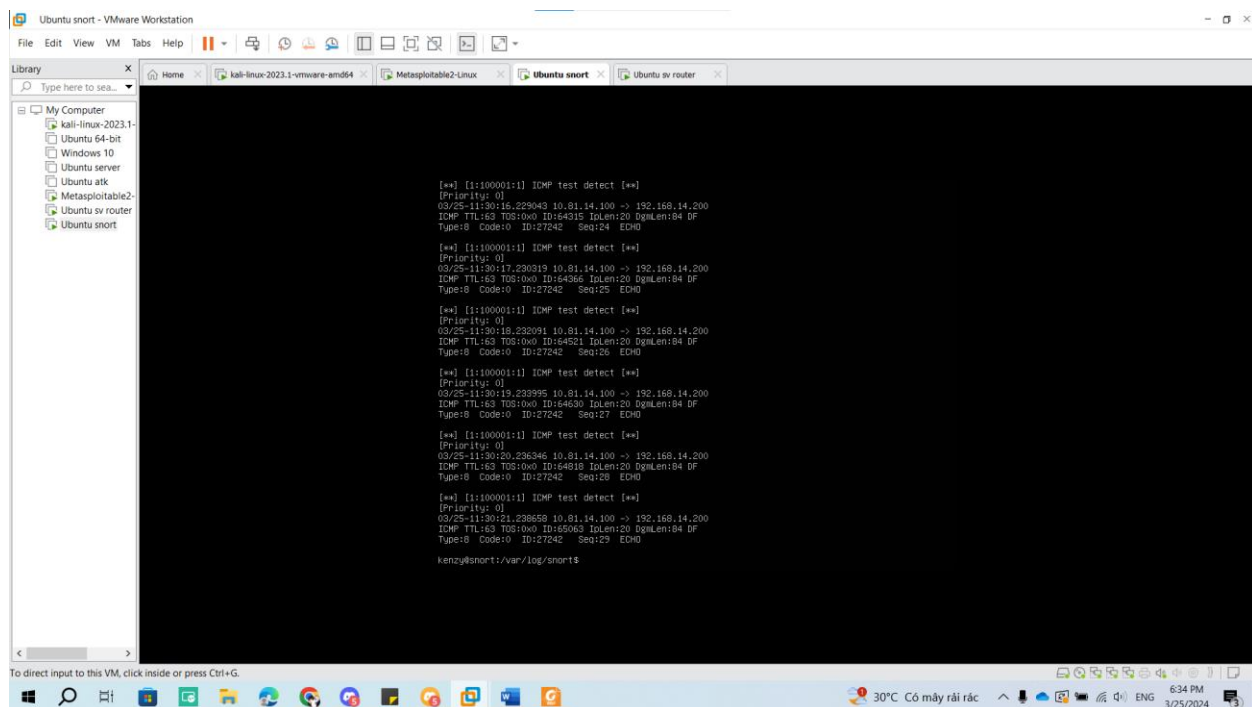 Ubuntu snort - VMware Workstation
File Edit View VM Tabs Help
Library
Type here to sea...
Home
kali-linux-2023.1-vmware-amd64
Metasploitable2-Linux
Ubuntu snort
Ubuntu sv router
My Computer
kali-linux-2023.1-
Ubuntu 64-bit
Windows 10
Ubuntu server
Ubuntu atk
Metasploitable2-
Ubuntu sv router
Ubuntu snort
[**] [1:100001:1] ICMP test detect [**]
[Priority: 0]
03/25-11:30:16.229043 10.81.14.100 -> 192.168.14.200
ICMP TTL:63 TOS:0x0 ID:64315 IpLen:20 DgmLen:84 DF
Type:8 Code:0 ID:27242 Seq:24 ECHO
[**] [1:100001:1] ICMP test detect [**]
[Priority: 0]
03/25-11:30:17.230319 10.81.14.100 -> 192.168.14.200
ICMP TTL:63 TOS:0x0 ID:64366 IpLen:20 DgmLen:84 DF
Type:8 Code:0 ID:27242 Seq:25 ECHO
[**] [1:100001:1] ICMP test detect [**]
[Priority: 0]
03/25-11:30:18.232091 10.81.14.100 -> 192.168.14.200
ICMP TTL:63 TOS:0x0 ID:64521 IpLen:20 DgmLen:84 DF
Type:8 Code:0 ID:27242 Seq:26 ECHO
[**] [1:100001:1] ICMP test detect [**]
[Priority: 0]
03/25-11:30:19.233995 10.81.14.100 -> 192.168.14.200
ICMP TTL:63 TOS:0x0 ID:64630 IpLen:20 DgmLen:84 DF
Type:8 Code:0 ID:27242 Seq:27 ECHO
[**] [1:100001:1] ICMP test detect [**]
[Priority: 0]
03/25-11:30:20.236346 10.81.14.100 -> 192.168.14.200
ICMP TTL:63 TOS:0x0 ID:64818 IpLen:20 DgmLen:84 DF
Type:8 Code:0 ID:27242 Seq:28 ECHO
[**] [1:100001:1] ICMP test detect [**]
[Priority: 0]
03/25-11:30:21.238658 10.81.14.100 -> 192.168.14.200
ICMP TTL:63 TOS:0x0 ID:65063 IpLen:20 DgmLen:84 DF
Type:8 Code:0 ID:27242 Seq:29 ECHO
kenzy@snort:/var/log/snort$
To direct input to this VM, click inside or press Ctrl+G.
30°C Có mây rải rác
ENG
6:34 PM
3/25/2024